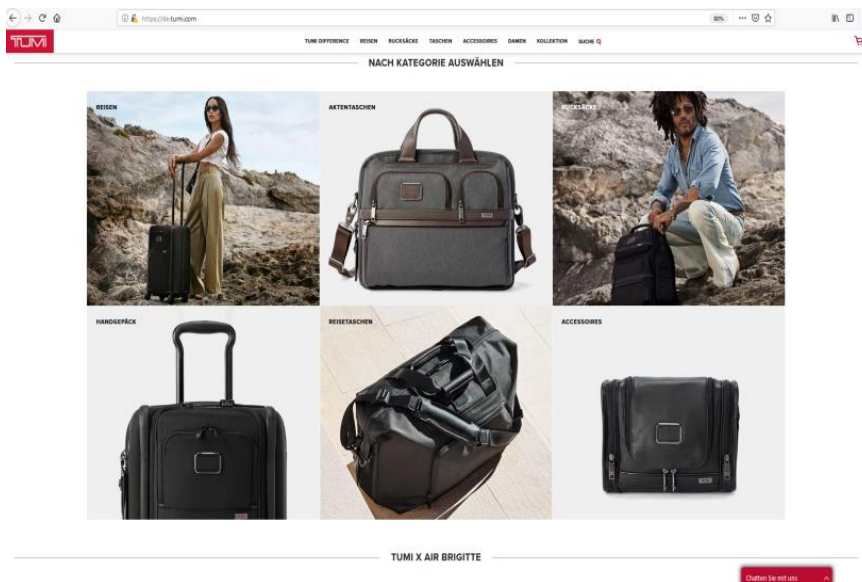 https://de.tumi.com
80%
TUMI
TUMI DIFFERENCE REISEN RUCKSÄCKE TASCHEN ACCESSOIRES DAMEN KOLLEKTION SUCHE
NACH KATEGORIE AUSWÄHLEN
REISEN
AKTENTASCHEN
RUCKSÄCKE
HANDGEPÄCK
REISETASCHEN
ACCESSOIRES
TUMI X AIR BRIGITTE
Chatten Sie mit uns